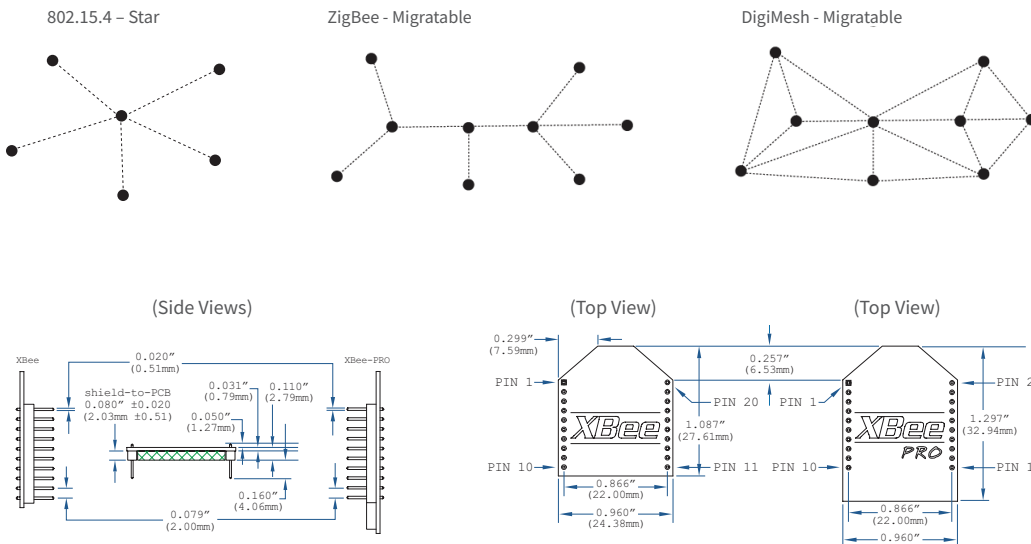 802.15.4 – Star
ZigBee - Migratable
DigiMesh - Migratable
(Side Views)
XBee
XBee-PRO
0.020″
(0.51mm)
shield-to-PCB
0.080″ ±0.020
(2.03mm ±0.51)
0.031″
(0.79mm)
0.110″
(2.79mm)
0.050″
(1.27mm)
0.160″
(4.06mm)
0.079″
(2.00mm)
(Top View)
0.299″
(7.59mm)
PIN 1
PIN 20
XBee
PIN 10
PIN 11
1.087″
(27.61mm)
0.866″
(22.00mm)
0.960″
(24.38mm)
0.257″
(6.53mm)
(Top View)
PIN 1
PIN 2
XBee
PRO
PIN 10
PIN 1
1.297″
(32.94mm)
0.866″
(22.00mm)
0.960″